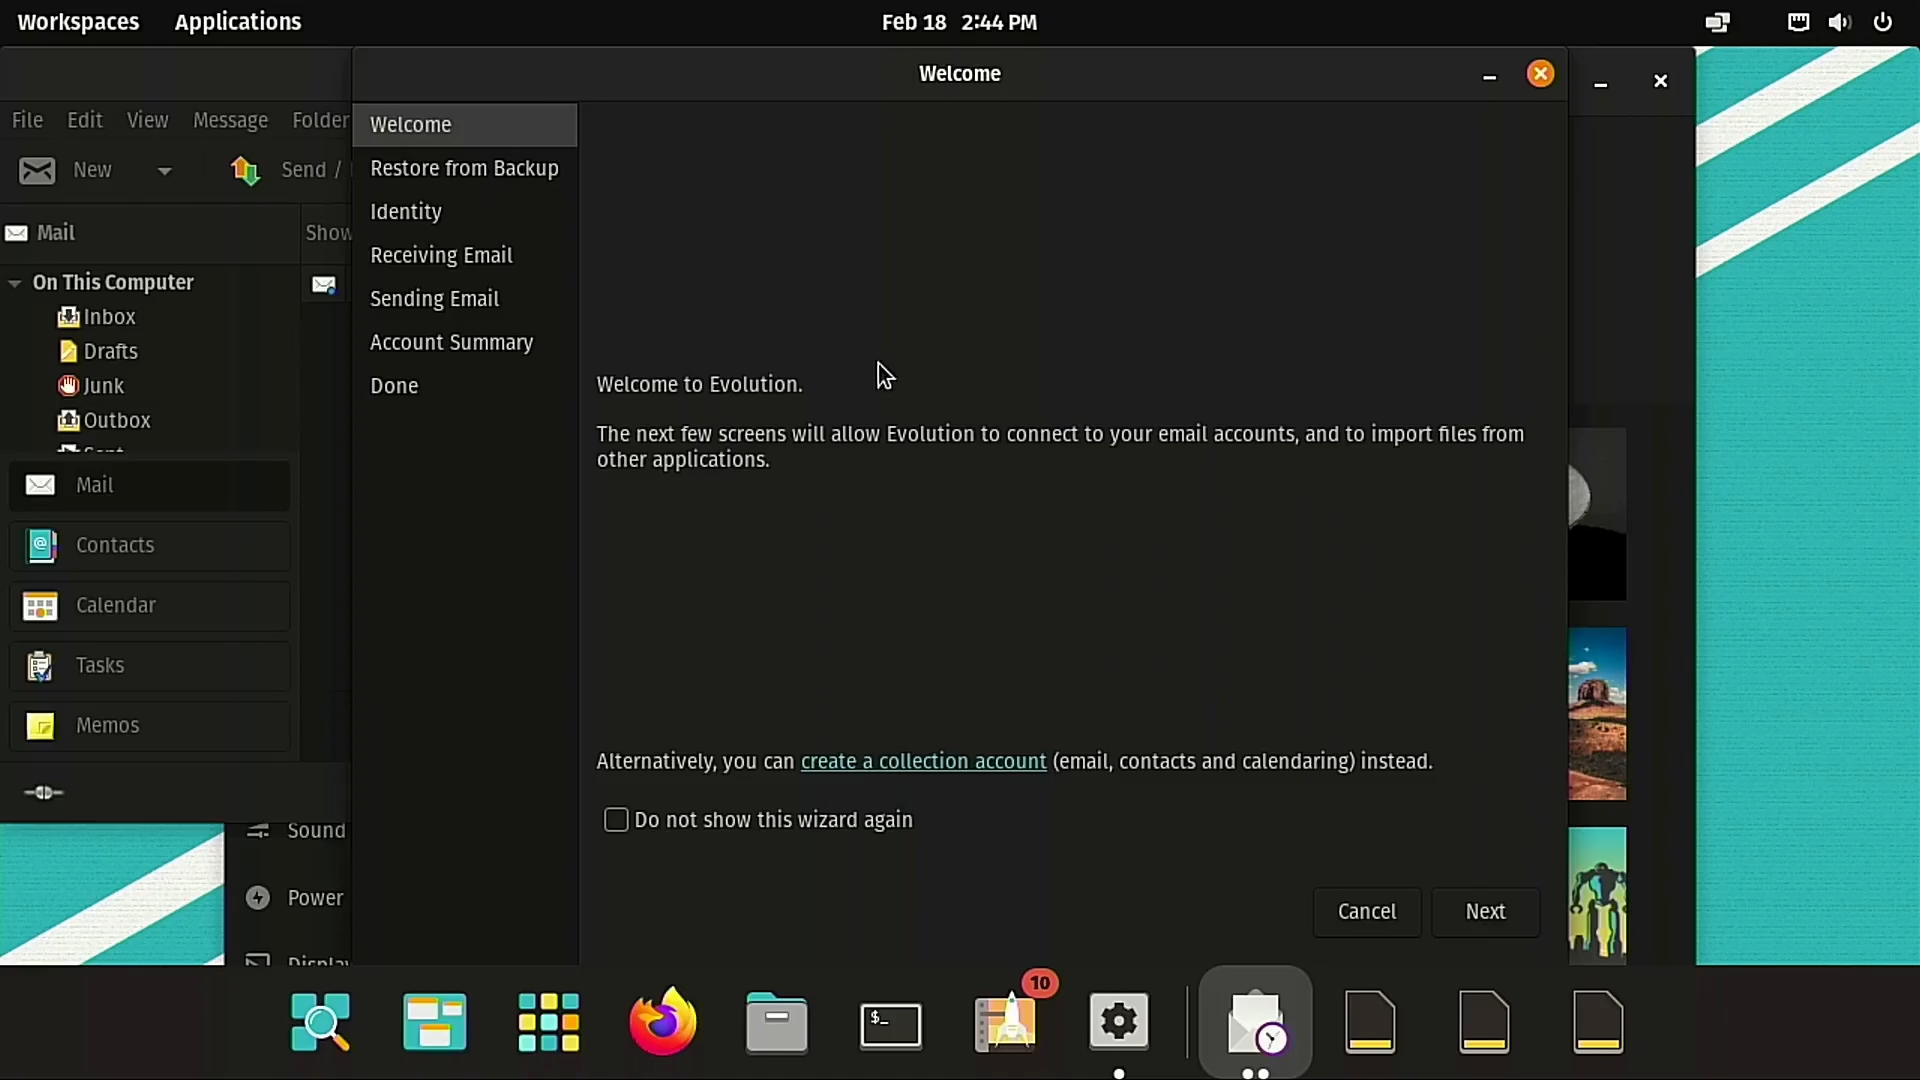 Workspaces Applications Feb 18 2:44 PM
Welcome
File Edit View Message Folder
New Send /
Mail Show
On This Computer
Inbox
Drafts
Junk
Outbox
Mail
Contacts
Calendar
Tasks
Memos
Sound
Power
Welcome
Restore from Backup
Identity
Receiving Email
Sending Email
Account Summary
Done
Welcome to Evolution.
The next few screens will allow Evolution to connect to your email accounts, and to import files from
other applications.
Alternatively, you can create a collection account (email, contacts and calendaring) instead.
Do not show this wizard again
Cancel Next
10
$_